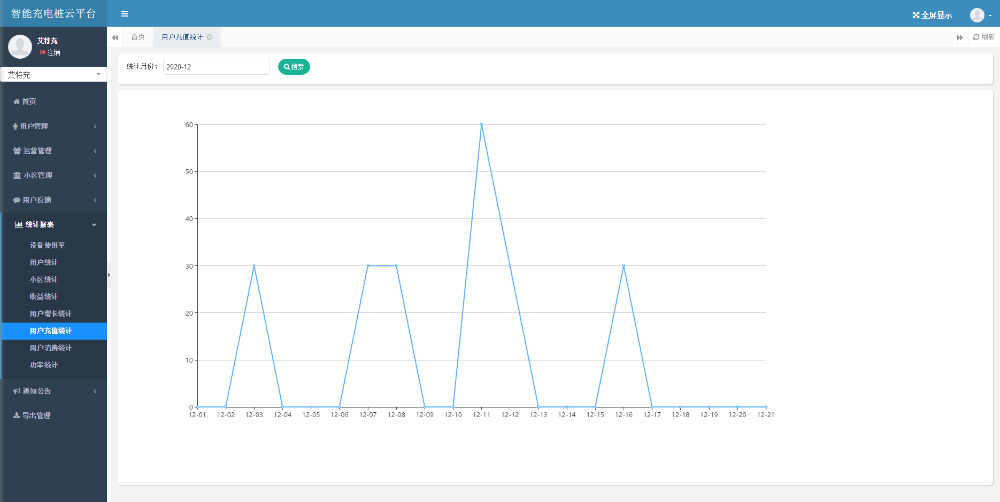 智能充电桩云平台
全屏显示
-
艾特充
注销
艾特充
首页
用户管理
运营管理
小区管理
用户反馈
统计报表
设备使用率
用户统计
小区统计
收益统计
用户增长统计
用户充值统计
用户消费统计
功率统计
通知公告
导出管理
首页
用户充值统计
刷新
统计月份：
2020-12
搜索
60
50
40
30
20
10
0
12-01 12-02 12-03 12-04 12-05 12-06 12-07 12-08 12-09 12-10 12-11 12-12 12-13 12-14 12-15 12-16 12-17 12-18 12-19 12-20 12-21